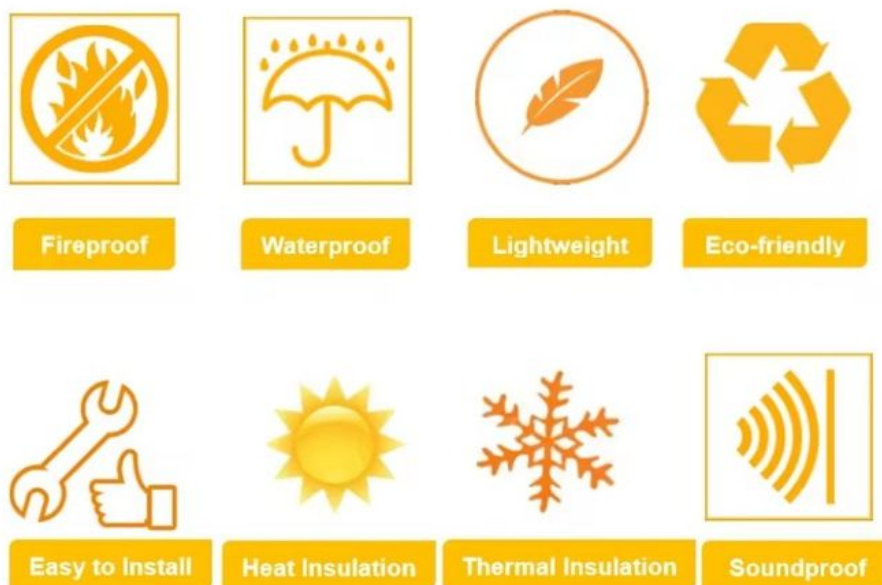 Fireproof
Waterproof
Lightweight
Eco-friendly
Easy to Install
Heat Insulation
Thermal Insulation
Soundproof